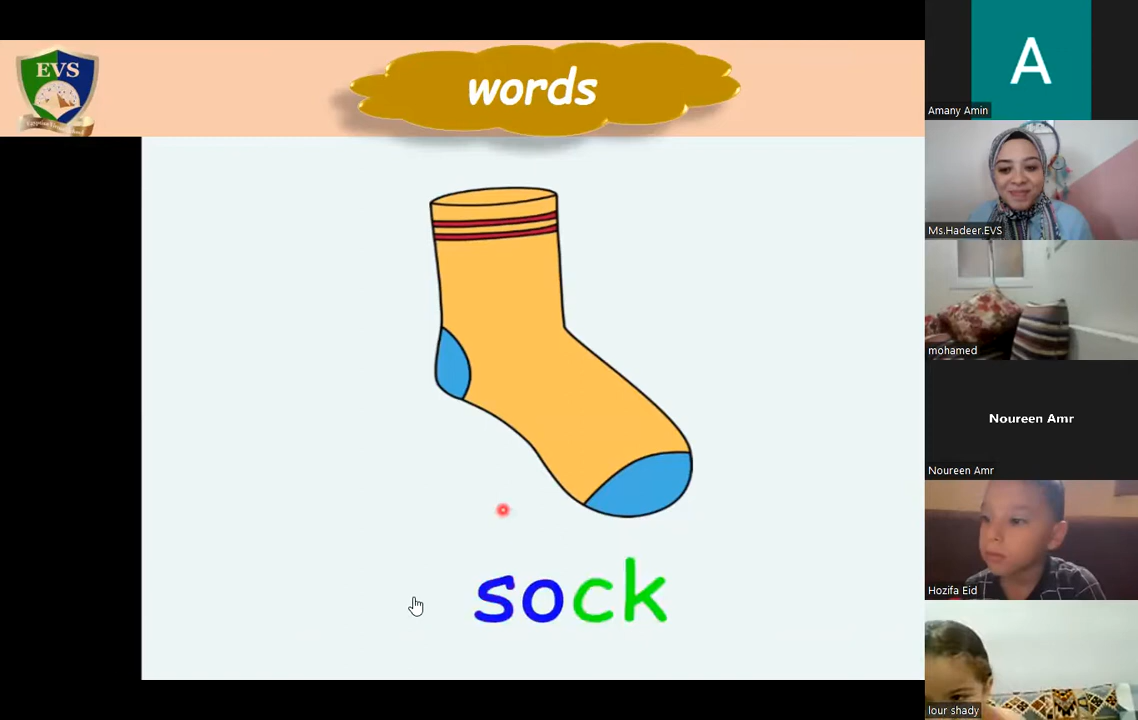 EVS
words
sock
A
Amany Amin
Ms.Hadeer.EVS
mohamed
Noureen Amr
Noureen Amr
Hozifa Eid
lour shady